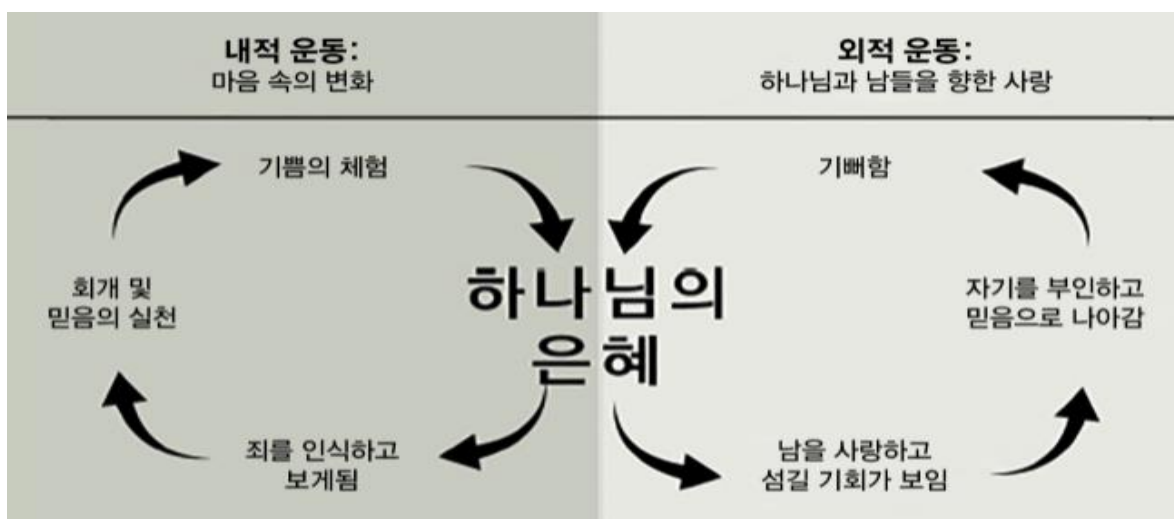 내적 운동:
마음 속의 변화
외적 운동:
하나님과 남들을 향한 사랑
기쁨의 체험
기뻐함
하나님의
은혜
회개 및
믿음의 실천
자기를 부인하고
믿음으로 나아감
죄를 인식하고
보게됨
남을 사랑하고
섬길 기회가 보임